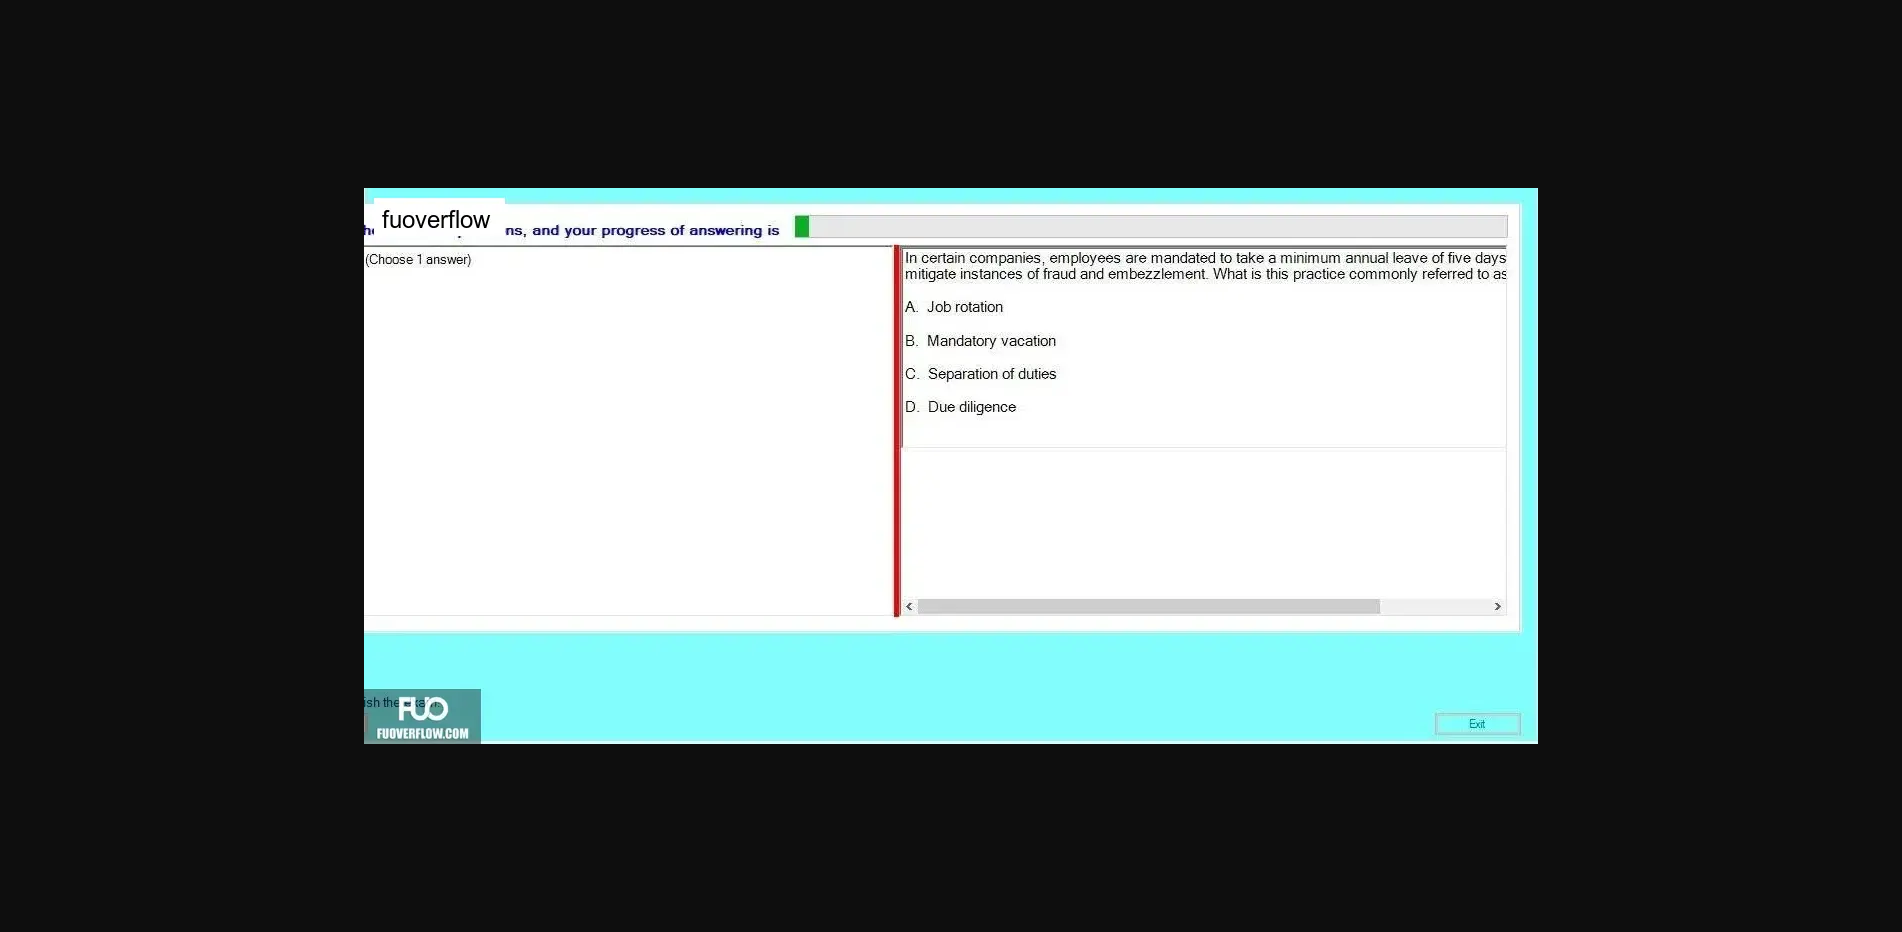 fuoverflow
ns, and your progress of answering is
(Choose 1 answer)
In certain companies, employees are mandated to take a minimum annual leave of five days
mitigate instances of fraud and embezzlement. What is this practice commonly referred to as
A. Job rotation
B. Mandatory vacation
C. Separation of duties
D. Due diligence
ish the
FUO
FUOVERFLOW.COM
Exit